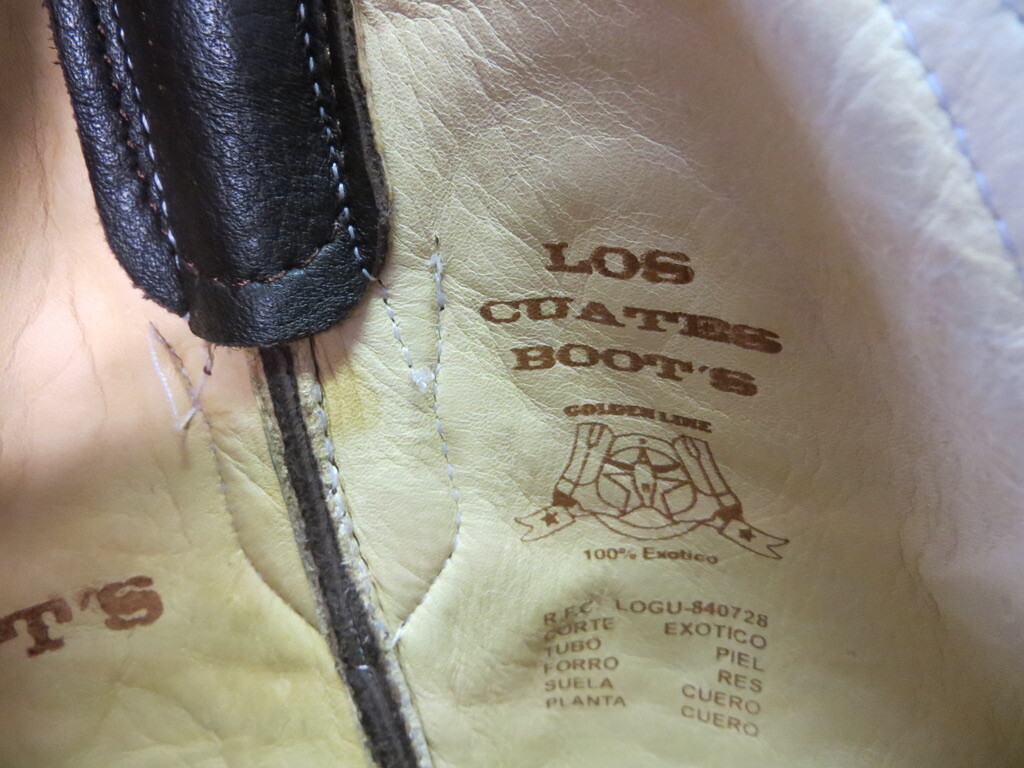 LOS
CUATES
BOOT'S
GOLDEN LINE
100% Exotico
R.F.C. LOGU-840728
CORTE EXOTICO
TUBO PIEL
FORRO RES
SUELA CUERO
PLANTA CUERO
T'S